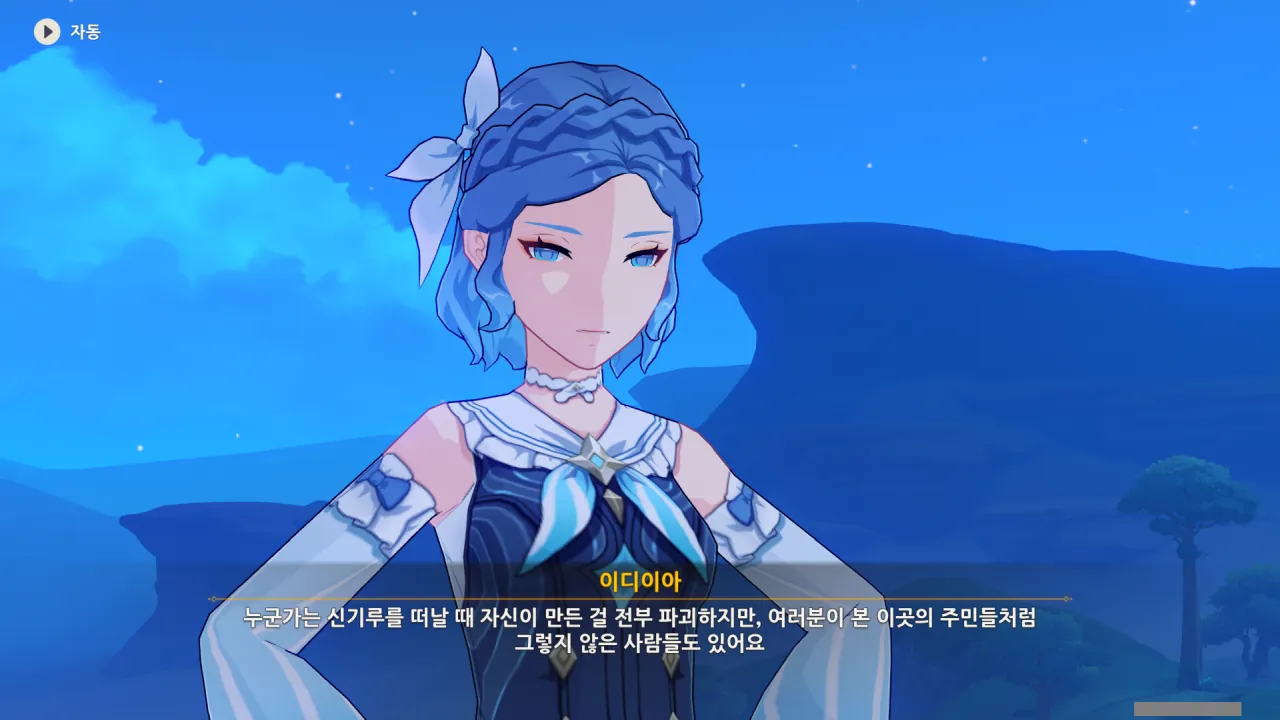 자동
이디이아
누군가는 신기루를 떠날 때 자신이 만든 걸 전부 파괴하지만, 여러분이 본 이곳의 주민들처럼
그렇지 않은 사람들도 있어요